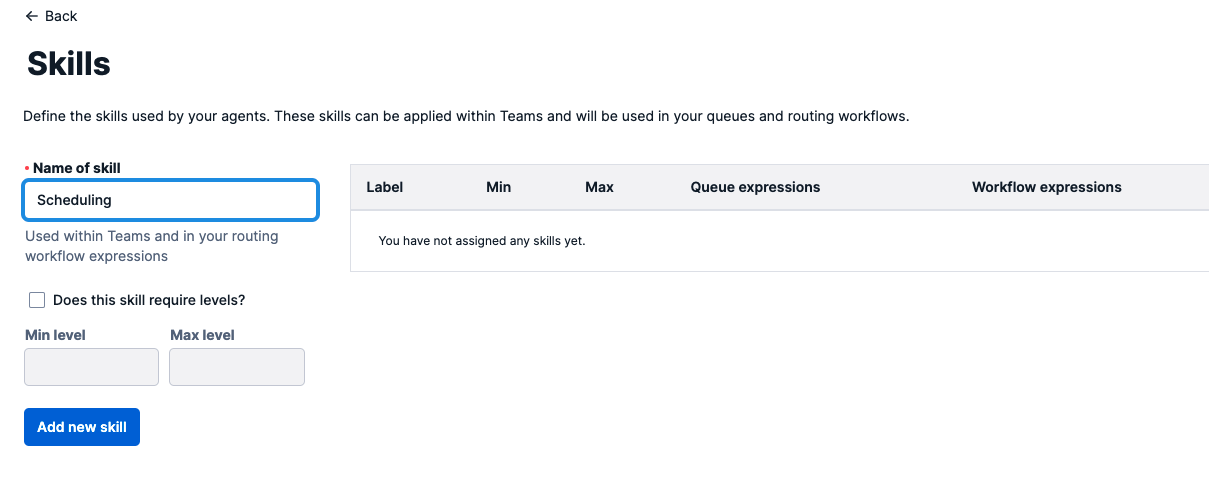 ← Back
Skills
Define the skills used by your agents. These skills can be applied within Teams and will be used in your queues and routing workflows.
• Name of skill
Scheduling
Used within Teams and in your routing
workflow expressions
Does this skill require levels?
Min level Max level
Add new skill
Label Min Max Queue expressions Workflow expressions
You have not assigned any skills yet.